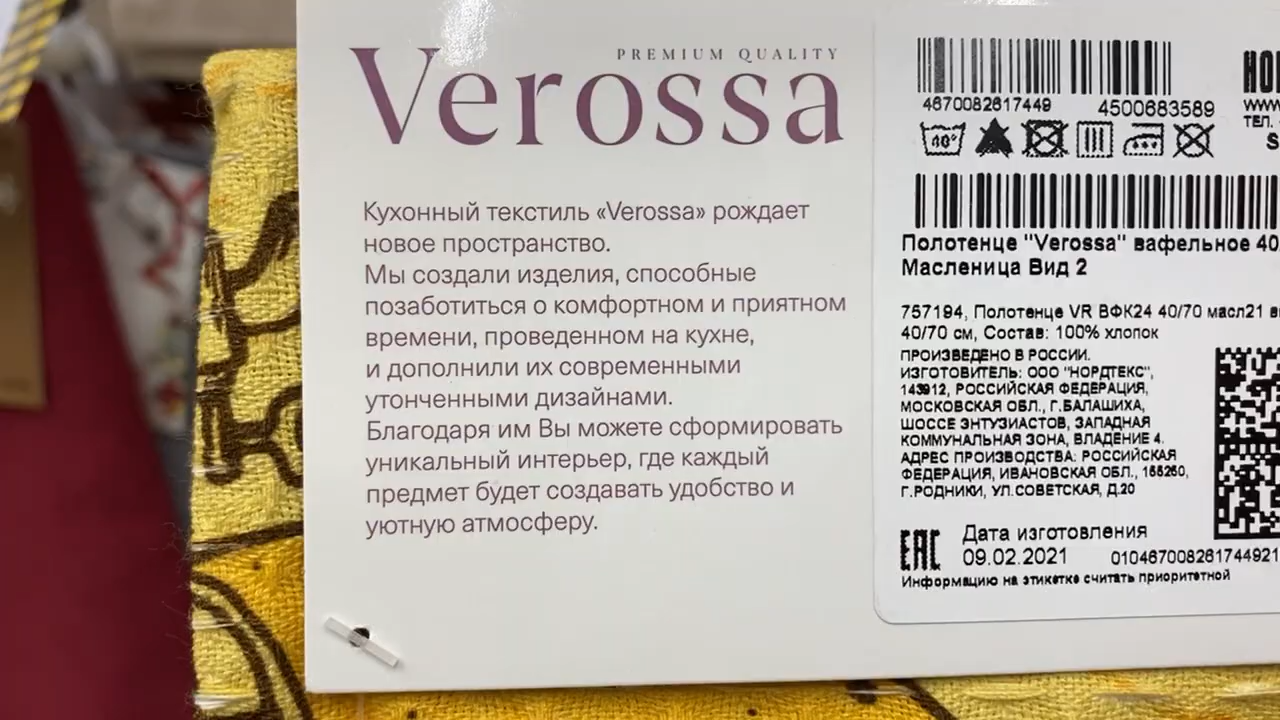 PREMIUM QUALITY
Verossa
Кухонный текстиль «Verossa» рождает
новое пространство.
Мы создали изделия, способные
позаботиться о комфортном и приятном
времени, проведенном на кухне,
и дополнили их современными
утонченными дизайнами.
Благодаря им Вы можете сформировать
уникальный интерьер, где каждый
предмет будет создавать удобство и
уютную атмосферу.
4670082617449 4500683589
ТЕЛ.
40°
Полотенце "Verossa" вафельное 40
Масленица Вид 2
757194, Полотенце VR ВФК24 40/70 масл21
40/70 см, Состав: 100% хлопок
ПРОИЗВЕДЕНО В РОССИИ.
ИЗГОТОВИТЕЛЬ: ООО "НОРДТЕКС",
143912, РОССИЙСКАЯ ФЕДЕРАЦИЯ,
МОСКОВСКАЯ ОБЛ., Г.БАЛАШИХА,
ШОССЕ ЭНТУЗИАСТОВ, ЗАПАДНАЯ
КОММУНАЛЬНАЯ ЗОНА, ВЛАДЕНИЕ 4.
АДРЕС ПРОИЗВОДСТВА: РОССИЙСКАЯ
ФЕДЕРАЦИЯ, ИВАНОВСКАЯ ОБЛ., 155250,
Г.РОДНИКИ, УЛ.СОВЕТСКАЯ, Д.20
EAC
Дата изготовления
09.02.2021 010467008261744921
Информацию на этикетке считать приоритетной